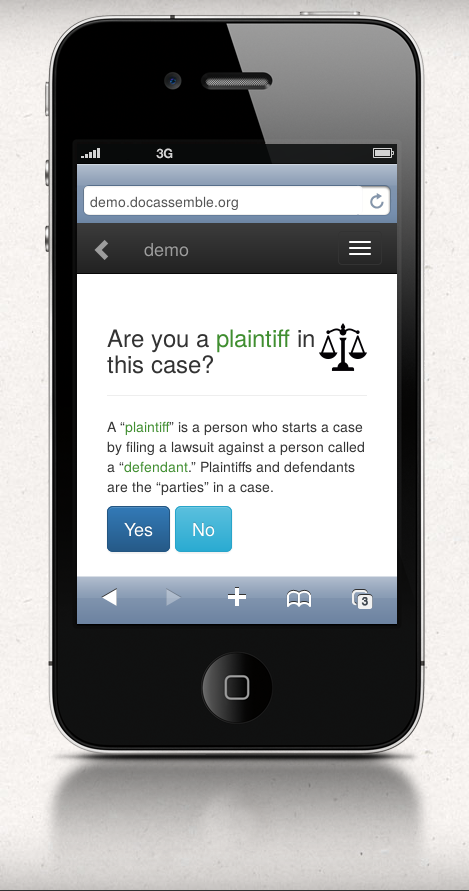 3G
demo.docassemble.org
demo
Are you a plaintiff in
this case?
A “plaintiff” is a person who starts a case
by filing a lawsuit against a person called
a “defendant.” Plaintiffs and defendants
are the “parties” in a case.
Yes No
3